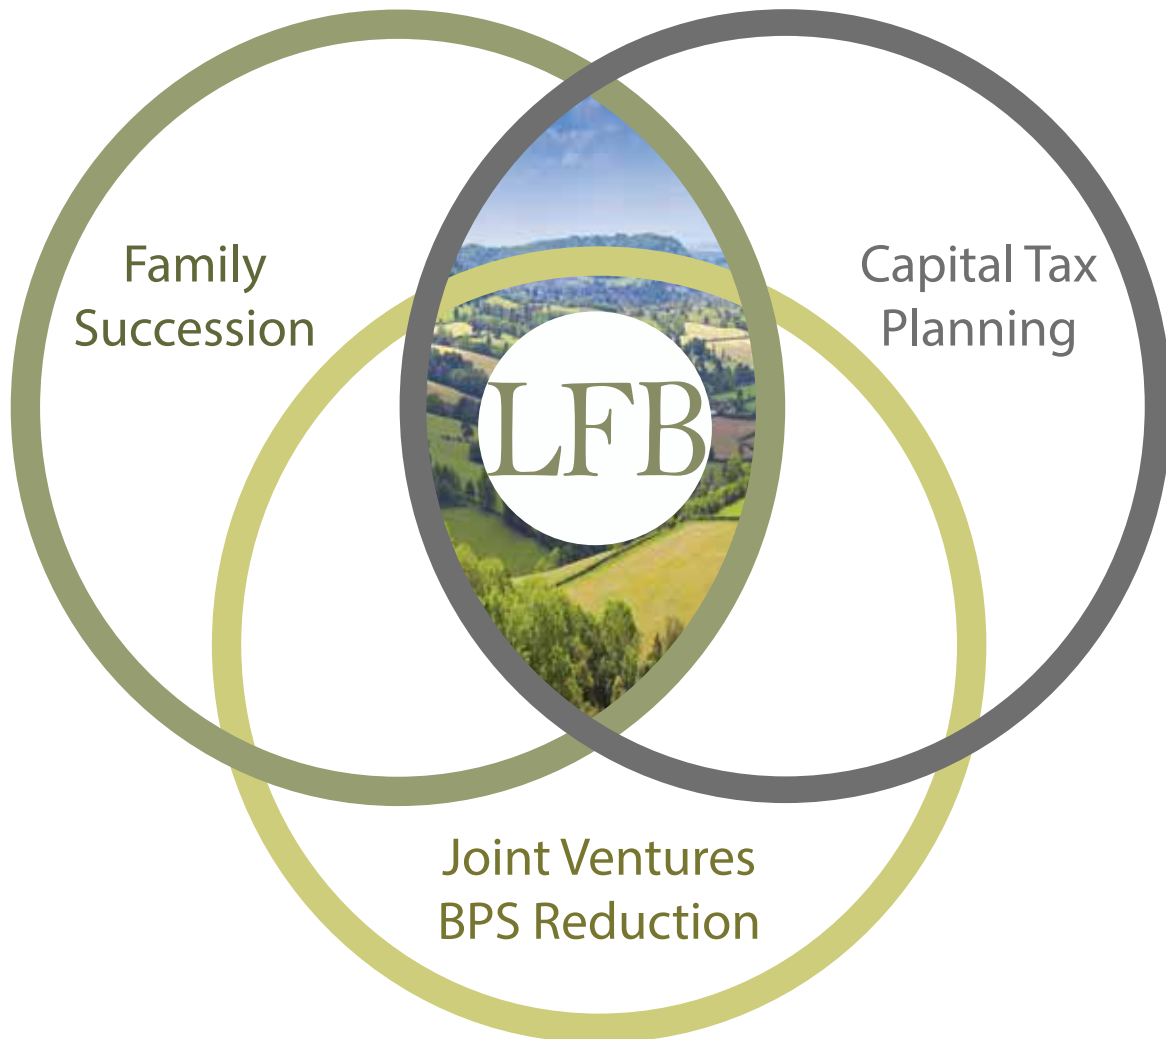 Family
Succession
Capital Tax
Planning
LFB
Joint Ventures
BPS Reduction